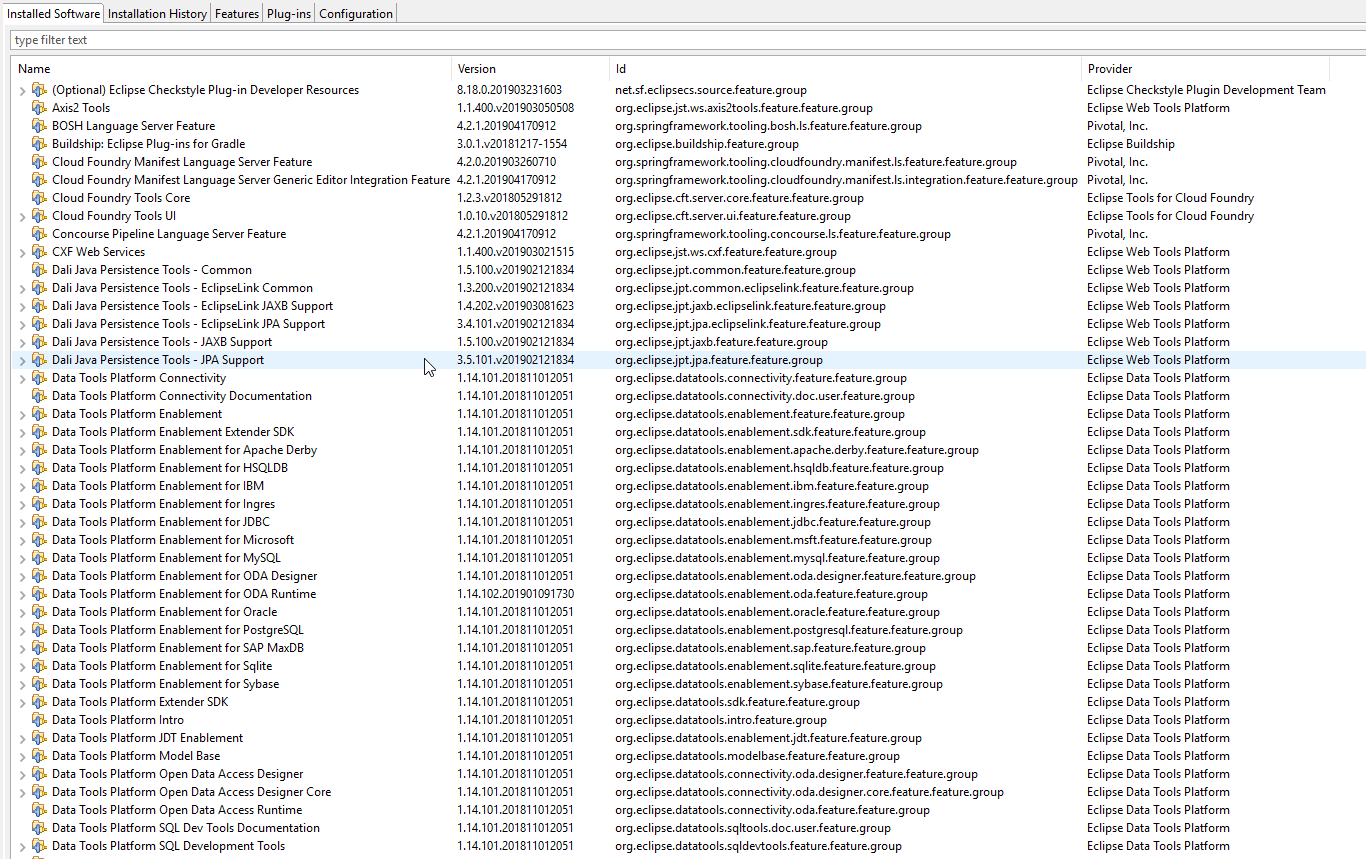 Installed Software Installation History Features Plug-ins Configuration
type filter text
Name Version Id Provider
(Optional) Eclipse Checkstyle Plug-in Developer Resources 8.18.0.201903231603 net.sf.eclipsecs.source.feature.group Eclipse Checkstyle Plugin Development Team
Axis2 Tools 1.1.400.v201903050508 org.eclipse.jst.ws.axis2tools.feature.feature.group Eclipse Web Tools Platform
BOSH Language Server Feature 4.2.1.201904170912 org.springframework.tooling.bosh.ls.feature.feature.group Pivotal, Inc.
Buildship: Eclipse Plug-ins for Gradle 3.0.1.v20181217-1554 org.eclipse.buildship.feature.group Eclipse Buildship
Cloud Foundry Manifest Language Server Feature 4.2.0.201903260710 org.springframework.tooling.cloudfoundry.manifest.ls.feature.feature.group Pivotal, Inc.
Cloud Foundry Manifest Language Server Generic Editor Integration Feature 4.2.1.201904170912 org.springframework.tooling.cloudfoundry.manifest.ls.integration.feature.feature.group Pivotal, Inc.
Cloud Foundry Tools Core 1.2.3.v201805291812 org.eclipse.cft.server.core.feature.feature.group Eclipse Tools for Cloud Foundry
Cloud Foundry Tools UI 1.0.10.v201805291812 org.eclipse.cft.server.ui.feature.feature.group Eclipse Tools for Cloud Foundry
Concourse Pipeline Language Server Feature 4.2.1.201904170912 org.springframework.tooling.concourse.ls.feature.feature.group Pivotal, Inc.
CXF Web Services 1.1.400.v201903021515 org.eclipse.jst.ws.cxf.feature.feature.group Eclipse Web Tools Platform
Dali Java Persistence Tools - Common 1.5.100.v201902121834 org.eclipse.jpt.common.feature.feature.group Eclipse Web Tools Platform
Dali Java Persistence Tools - EclipseLink Common 1.3.200.v201902121834 org.eclipse.jpt.common.eclipselink.feature.feature.group Eclipse Web Tools Platform
Dali Java Persistence Tools - EclipseLink JAXB Support 1.4.202.v201903081623 org.eclipse.jpt.jaxb.eclipselink.feature.feature.group Eclipse Web Tools Platform
Dali Java Persistence Tools - EclipseLink JPA Support 3.4.101.v201902121834 org.eclipse.jpt.jpa.eclipselink.feature.feature.group Eclipse Web Tools Platform
Dali Java Persistence Tools - JAXB Support 1.5.100.v201902121834 org.eclipse.jpt.jaxb.feature.feature.group Eclipse Web Tools Platform
Dali Java Persistence Tools - JPA Support 3.5.101.v201902121834 org.eclipse.jpt.jpa.feature.feature.group Eclipse Web Tools Platform
Data Tools Platform Connectivity 1.14.101.201811012051 org.eclipse.datatools.connectivity.feature.feature.group Eclipse Data Tools Platform
Data Tools Platform Connectivity Documentation 1.14.101.201811012051 org.eclipse.datatools.connectivity.doc.user.feature.group Eclipse Data Tools Platform
Data Tools Platform Enablement 1.14.101.201811012051 org.eclipse.datatools.enablement.feature.feature.group Eclipse Data Tools Platform
Data Tools Platform Enablement Extender SDK 1.14.101.201811012051 org.eclipse.datatools.enablement.sdk.feature.feature.group Eclipse Data Tools Platform
Data Tools Platform Enablement for Apache Derby 1.14.101.201811012051 org.eclipse.datatools.enablement.apache.derby.feature.feature.group Eclipse Data Tools Platform
Data Tools Platform Enablement for HSQLDB 1.14.101.201811012051 org.eclipse.datatools.enablement.hsqldb.feature.feature.group Eclipse Data Tools Platform
Data Tools Platform Enablement for IBM 1.14.101.201811012051 org.eclipse.datatools.enablement.ibm.feature.feature.group Eclipse Data Tools Platform
Data Tools Platform Enablement for Ingres 1.14.101.201811012051 org.eclipse.datatools.enablement.ingres.feature.feature.group Eclipse Data Tools Platform
Data Tools Platform Enablement for JDBC 1.14.101.201811012051 org.eclipse.datatools.enablement.jdbc.feature.feature.group Eclipse Data Tools Platform
Data Tools Platform Enablement for Microsoft 1.14.101.201811012051 org.eclipse.datatools.enablement.msft.feature.feature.group Eclipse Data Tools Platform
Data Tools Platform Enablement for MySQL 1.14.101.201811012051 org.eclipse.datatools.enablement.mysql.feature.feature.group Eclipse Data Tools Platform
Data Tools Platform Enablement for ODA Designer 1.14.101.201811012051 org.eclipse.datatools.enablement.oda.designer.feature.feature.group Eclipse Data Tools Platform
Data Tools Platform Enablement for ODA Runtime 1.14.102.201901091730 org.eclipse.datatools.enablement.oda.feature.feature.group Eclipse Data Tools Platform
Data Tools Platform Enablement for Oracle 1.14.101.201811012051 org.eclipse.datatools.enablement.oracle.feature.feature.group Eclipse Data Tools Platform
Data Tools Platform Enablement for PostgreSQL 1.14.101.201811012051 org.eclipse.datatools.enablement.postgresql.feature.feature.group Eclipse Data Tools Platform
Data Tools Platform Enablement for SAP MaxDB 1.14.101.201811012051 org.eclipse.datatools.enablement.sap.feature.feature.group Eclipse Data Tools Platform
Data Tools Platform Enablement for Sqlite 1.14.101.201811012051 org.eclipse.datatools.enablement.sqlite.feature.feature.group Eclipse Data Tools Platform
Data Tools Platform Enablement for Sybase 1.14.101.201811012051 org.eclipse.datatools.enablement.sybase.feature.feature.group Eclipse Data Tools Platform
Data Tools Platform Extender SDK 1.14.101.201811012051 org.eclipse.datatools.sdk.feature.feature.group Eclipse Data Tools Platform
Data Tools Platform Intro 1.14.101.201811012051 org.eclipse.datatools.intro.feature.group Eclipse Data Tools Platform
Data Tools Platform JDT Enablement 1.14.101.201811012051 org.eclipse.datatools.enablement.jdt.feature.feature.group Eclipse Data Tools Platform
Data Tools Platform Model Base 1.14.101.201811012051 org.eclipse.datatools.modelbase.feature.feature.group Eclipse Data Tools Platform
Data Tools Platform Open Data Access Designer 1.14.101.201811012051 org.eclipse.datatools.connectivity.oda.designer.feature.feature.group Eclipse Data Tools Platform
Data Tools Platform Open Data Access Designer Core 1.14.101.201811012051 org.eclipse.datatools.connectivity.oda.designer.core.feature.feature.group Eclipse Data Tools Platform
Data Tools Platform Open Data Access Runtime 1.14.101.201811012051 org.eclipse.datatools.connectivity.oda.feature.feature.group Eclipse Data Tools Platform
Data Tools Platform SQL Dev Tools Documentation 1.14.101.201811012051 org.eclipse.datatools.sqltools.doc.user.feature.group Eclipse Data Tools Platform
Data Tools Platform SQL Development Tools 1.14.101.201811012051 org.eclipse.datatools.sqldevtools.feature.feature.group Eclipse Data Tools Platform